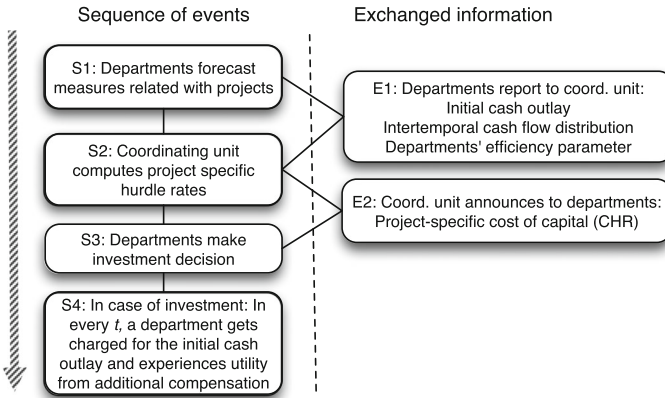 Sequence of events
Exchanged information
S1: Departments forecast
measures related with projects
E1: Departments report to coord. unit:
Initial cash outlay
Intertemporal cash flow distribution
Departments' efficiency parameter
S2: Coordinating unit
computes project specific
hurdle rates
E2: Coord. unit announces to departments:
Project-specific cost of capital (CHR)
S3: Departments make
investment decision
S4: In case of investment: In
every t, a department gets
charged for the initial cash
outlay and experiences utility
from additional compensation